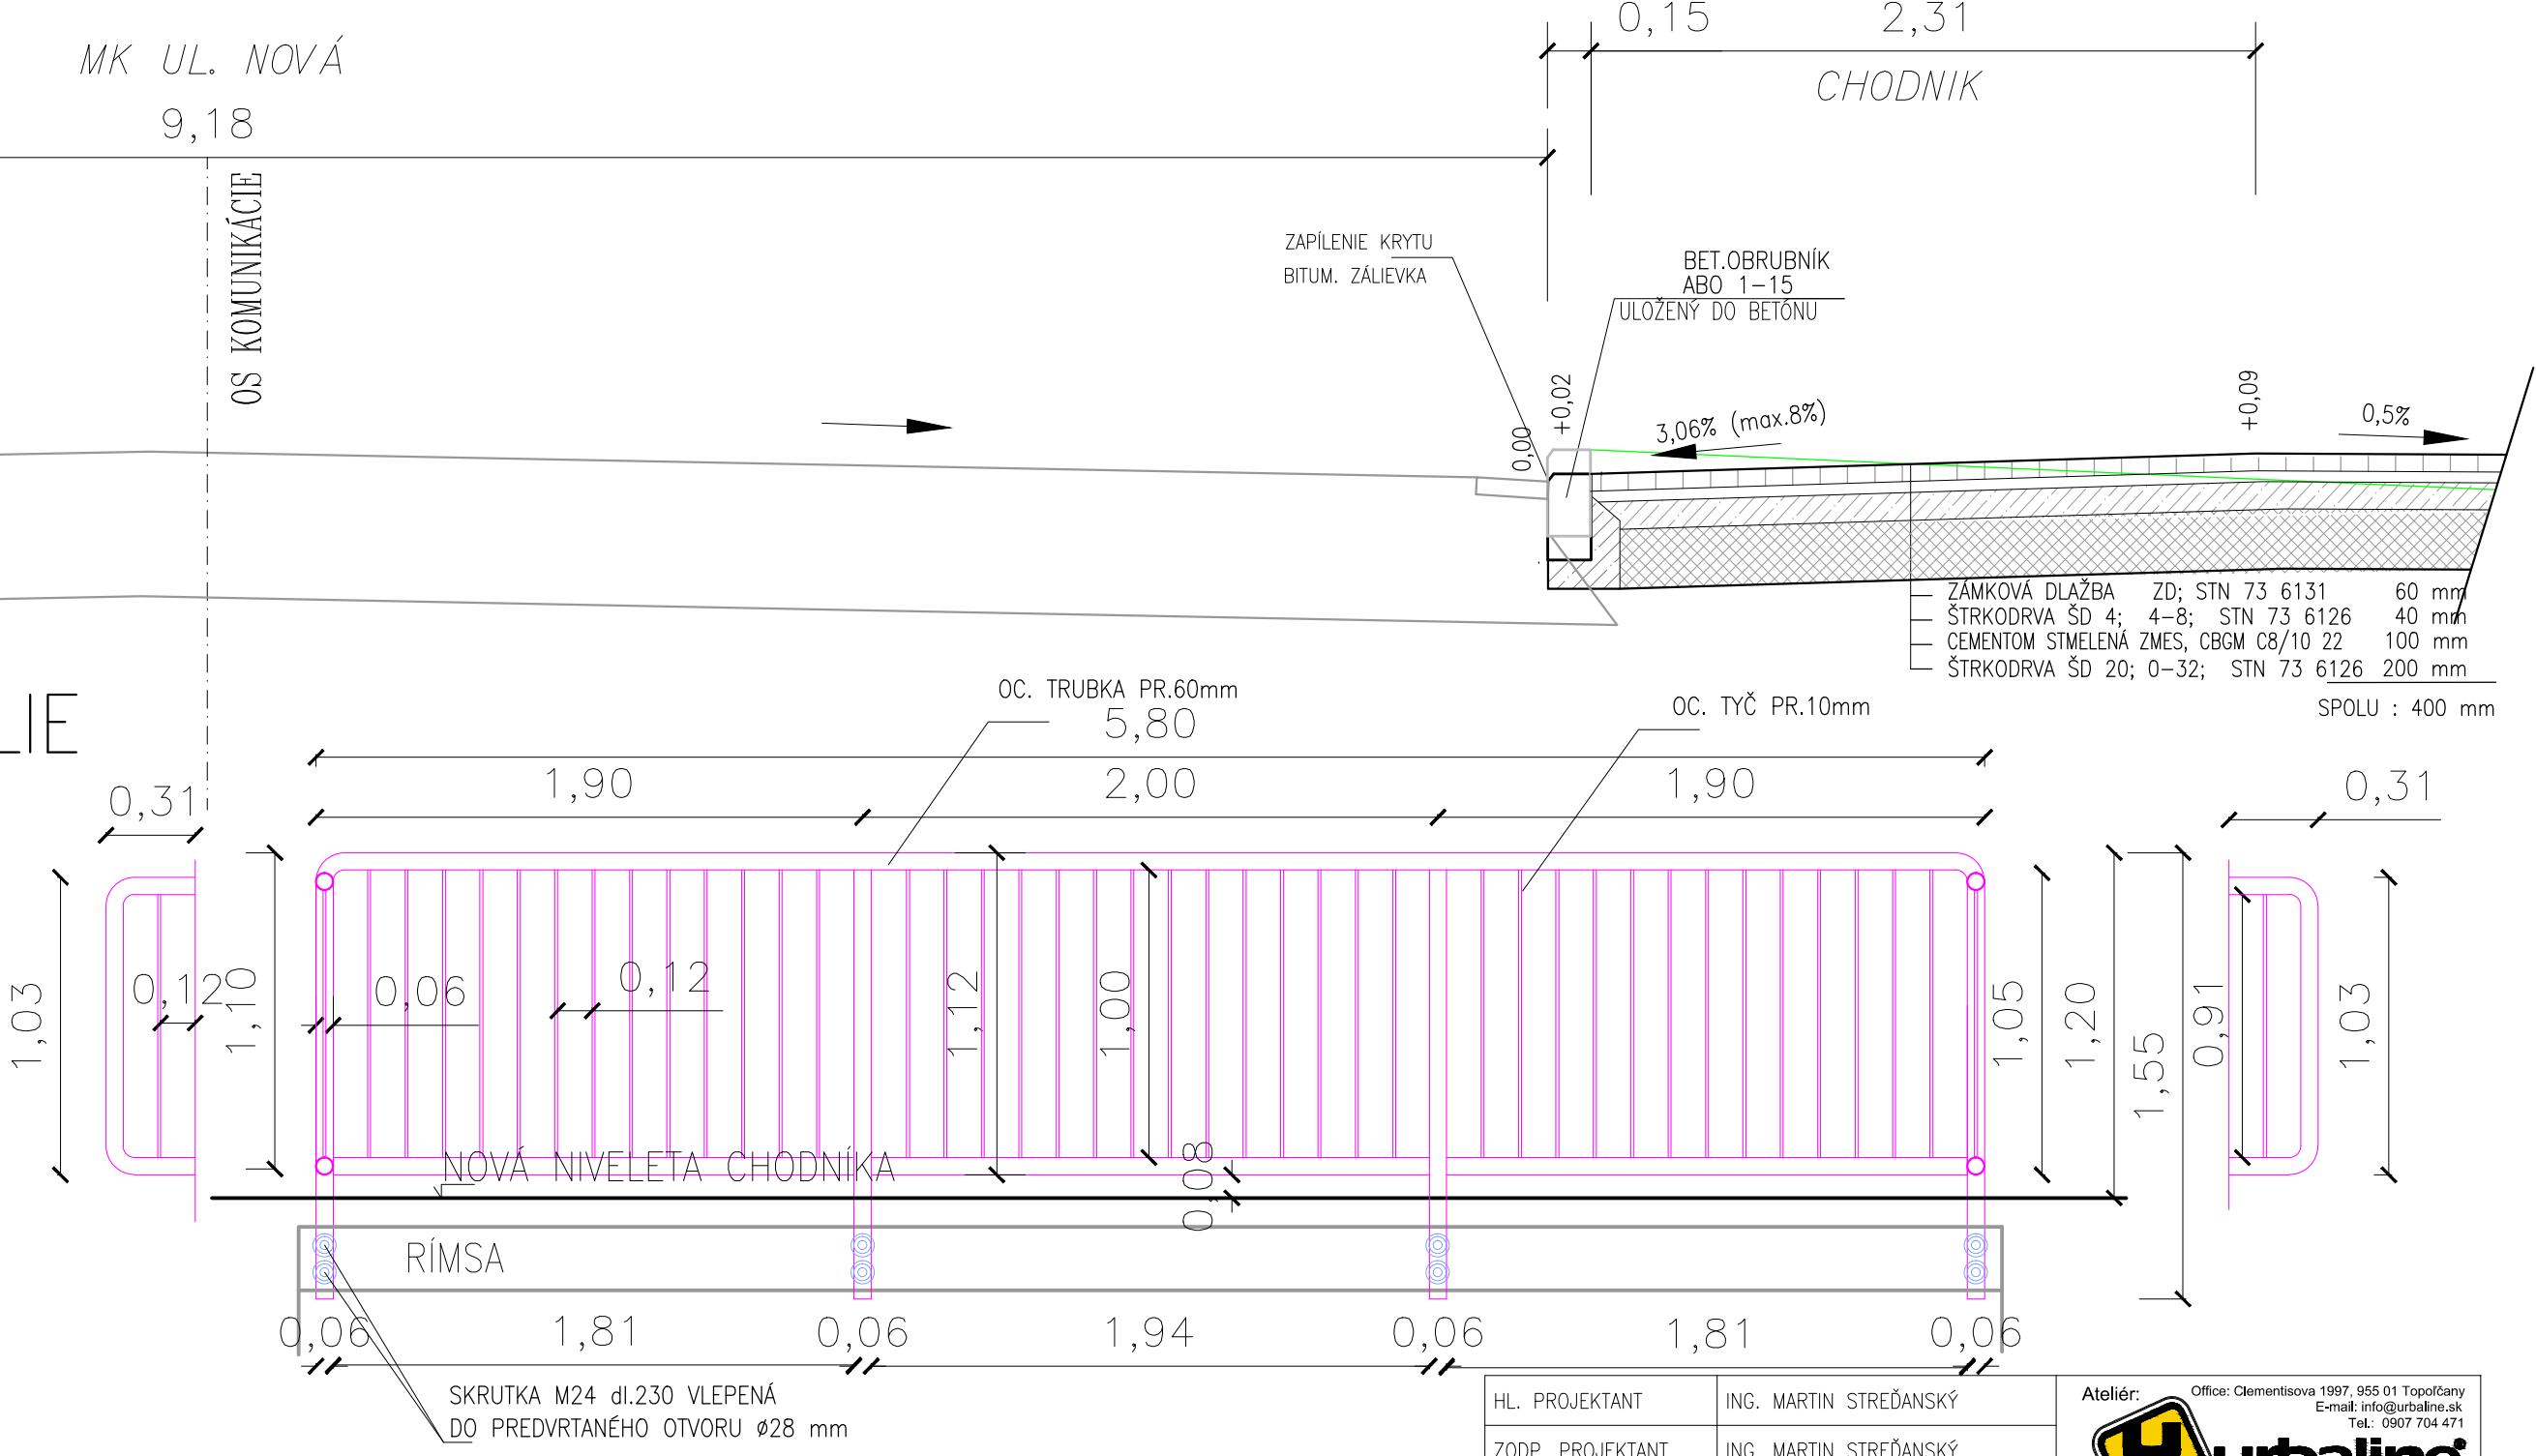 0,15
2,31
MK UL. NOVÁ
CHODNIK
9,18
OS KOMUNIKÁCIE
ZAPÍLENIE KRYTU
BITUM. ZÁLIEVKA
BET.OBRUBNÍK
ABO 1-15
ULOŽENÝ DO BETÓNU
0,00
+0,02
3,06% (max.8%)
+0,09
0,5%
ZÁMKOVÁ DLAŽBA ZD; STN 73 6131 60 mm
ŠTRKODRVA ŠD 4; 4-8; STN 73 6126 40 mm
CEMENTOM STMELENÁ ZMES, CBGM C8/10 22 100 mm
ŠTRKODRVA ŠD 20; 0-32; STN 73 6126 200 mm
SPOLU : 400 mm
LIE
OC. TRUBKA PR.60mm
OC. TYČ PR.10mm
5,80
1,90
2,00
1,90
0,31
0,31
1,03
0,12
1,10
0,06
0,12
1,12
1,00
1,05
1,20
1,55
0,91
1,03
NOVÁ NIVELETA CHODNÍKA
0,08
RÍMSA
0,06
1,81
0,06
1,94
0,06
1,81
0,06
SKRUTKA M24 dl.230 VLEPENÁ
DO PREDVRTANÉHO OTVORU ø28 mm
HL. PROJEKTANT
ING. MARTIN STREĎANSKÝ
ZODP. PROJEKTANT
ING. MARTIN STREĎANSKÝ
Ateliér:
Office: Clementisova 1997, 955 01 Topoľčany
E-mail: info@urbaline.sk
Tel.: 0907 704 471
urbaline